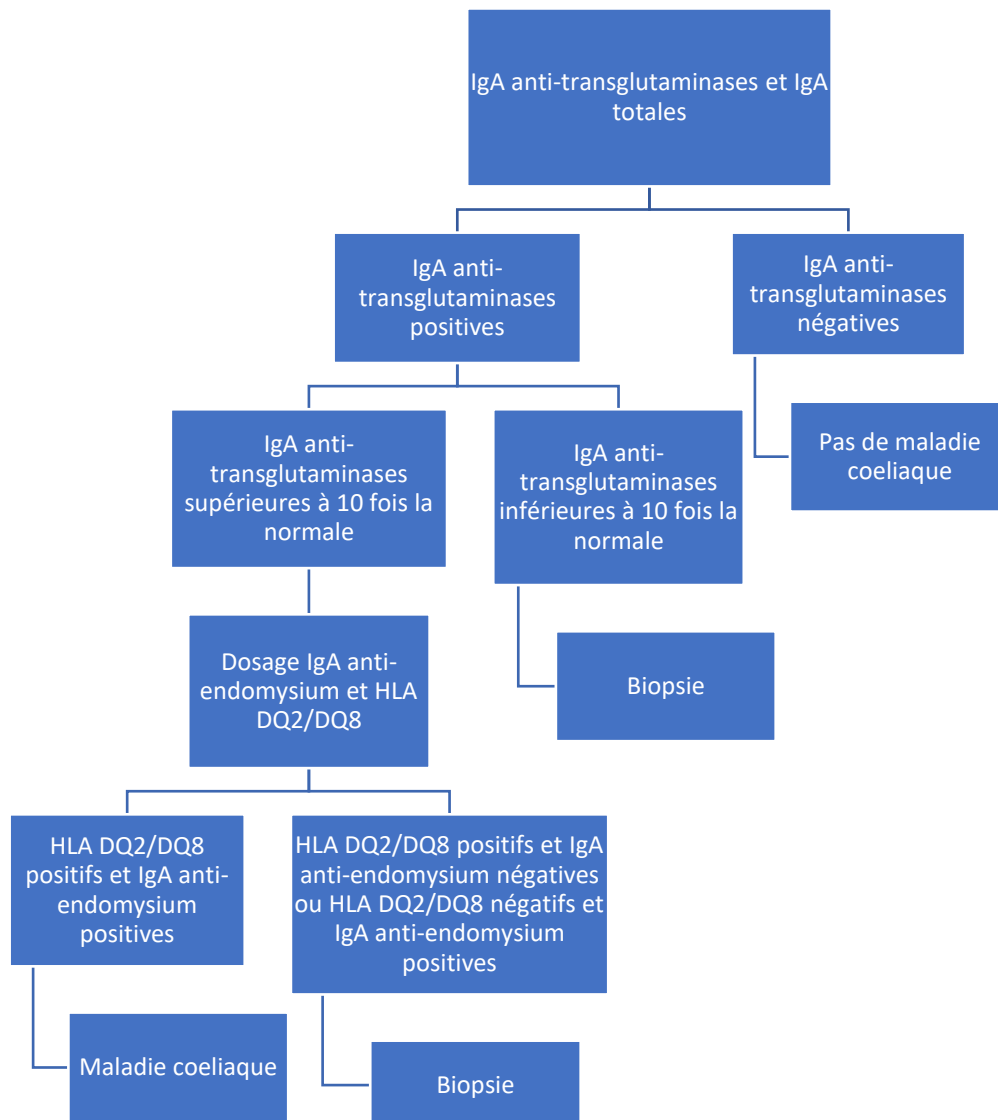 IgA anti-transglutaminases et IgA
totales
IgA anti-
transglutaminases
positives
IgA anti-
transglutaminases
négatives
IgA anti-
transglutaminases
supérieures à 10 fois la
normale
IgA anti-
transglutaminases
inférieures à 10 fois la
normale
Pas de maladie
coeliaque
Dosage IgA anti-
endomysium et HLA
DQ2/DQ8
Biopsie
HLA DQ2/DQ8
positifs et IgA anti-
endomysium
positives
HLA DQ2/DQ8 positifs et IgA
anti-endomysium négatives
ou HLA DQ2/DQ8 négatifs et
IgA anti-endomysium
positives
Maladie coeliaque
Biopsie